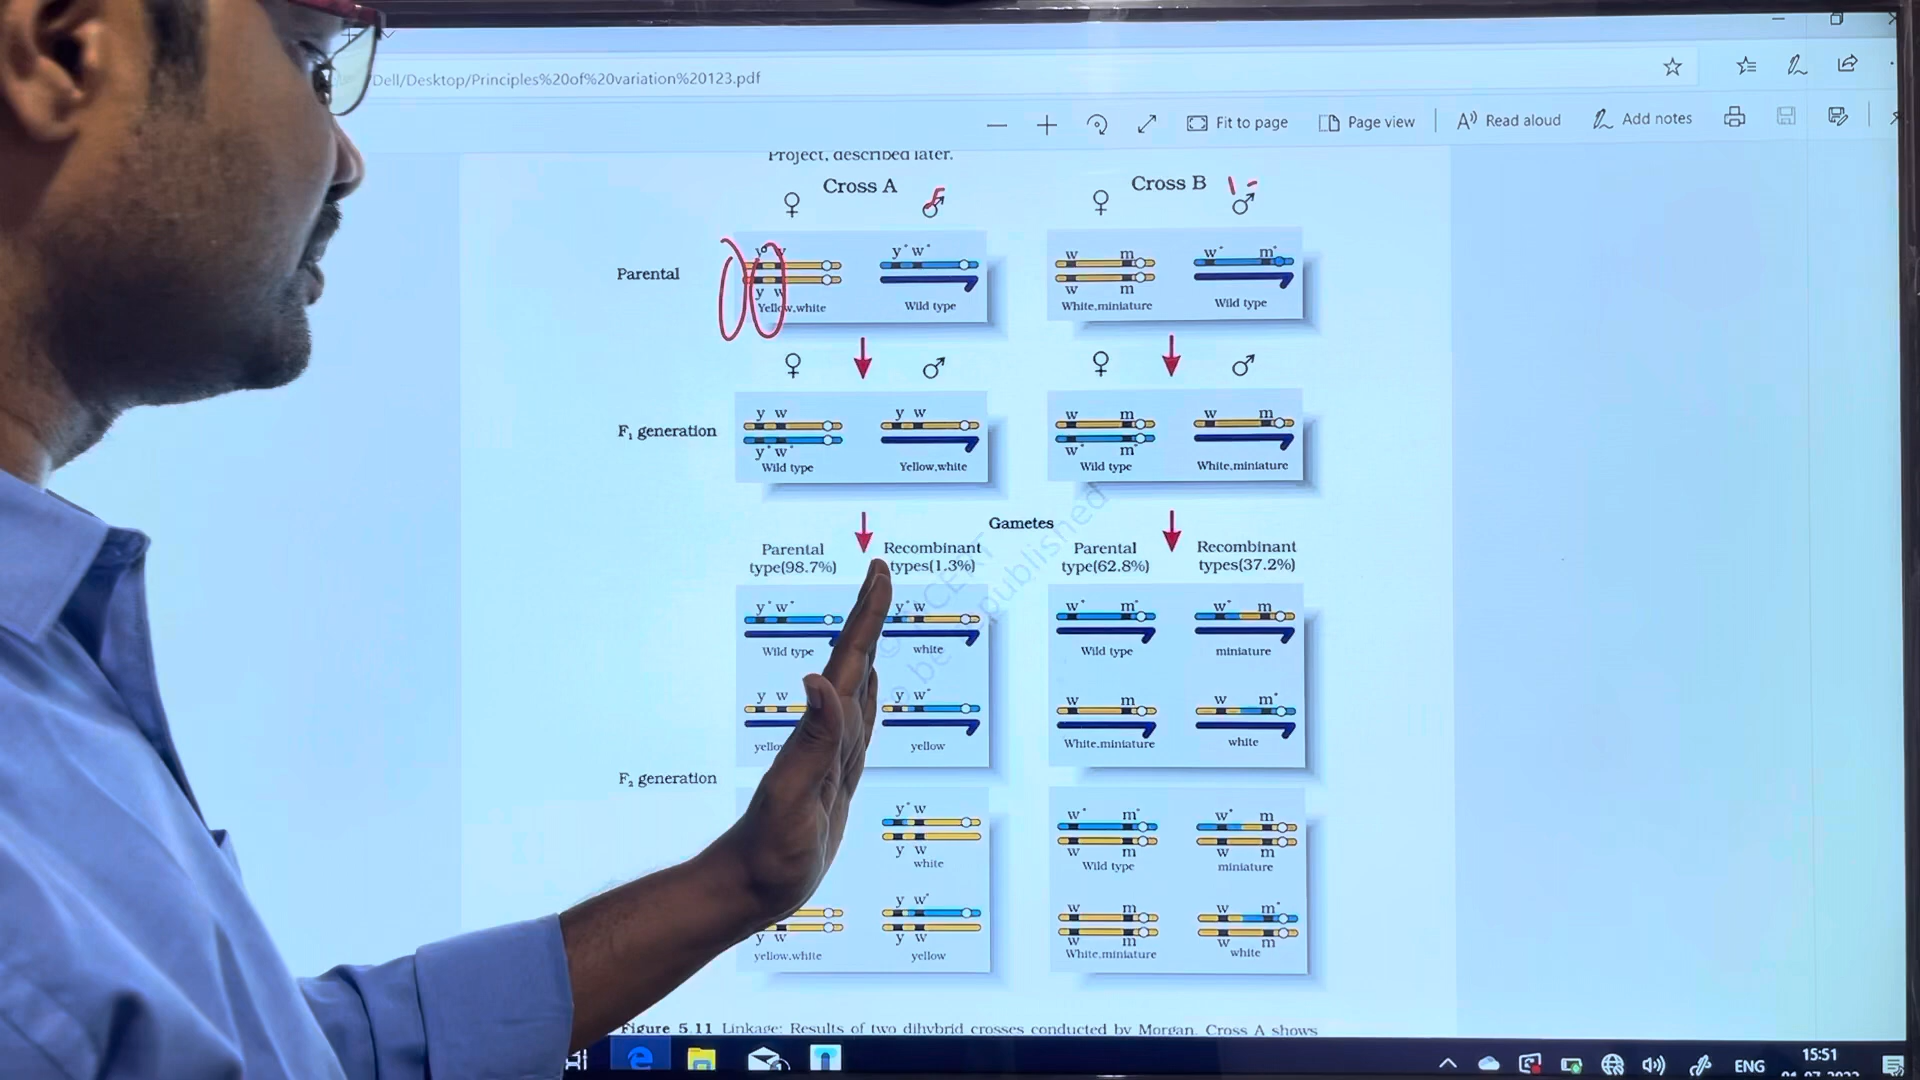 Dell/Desktop/Principles%20of%20variation%20123.pdf
Fit to page
Page view
Read aloud
Add notes
Project, described later.
Cross A
Cross B
♀ ♂ ♀ ♂
Parental
w y⁺ w⁺ w m w⁺ m⁺
y w w m
Yellow,white Wild type White,miniature Wild type
♀ ♂ ♀ ♂
F₁ generation
y w y w w m w m
y⁺ w⁺ w⁺ m⁺
Wild type Yellow,white Wild type White,miniature
Gametes
Parental Recombinant Parental Recombinant
type(98.7%) types(1.3%) type(62.8%) types(37.2%)
y⁺ w⁺ y⁺ w w⁺ m⁺ w⁺ m
Wild type white Wild type miniature
y w y w⁺ w m w m⁺
yellow White,miniature white
F₂ generation
y⁺ w w⁺ m⁺ w⁺ m
y w w m w m
white Wild type miniature
y w⁺ w m w m⁺
y w y w w m w m
yellow,white yellow White,miniature white
Figure 5.11 Linkage: Results of two dihybrid crosses conducted by Morgan. Cross A shows
ENG
15:51